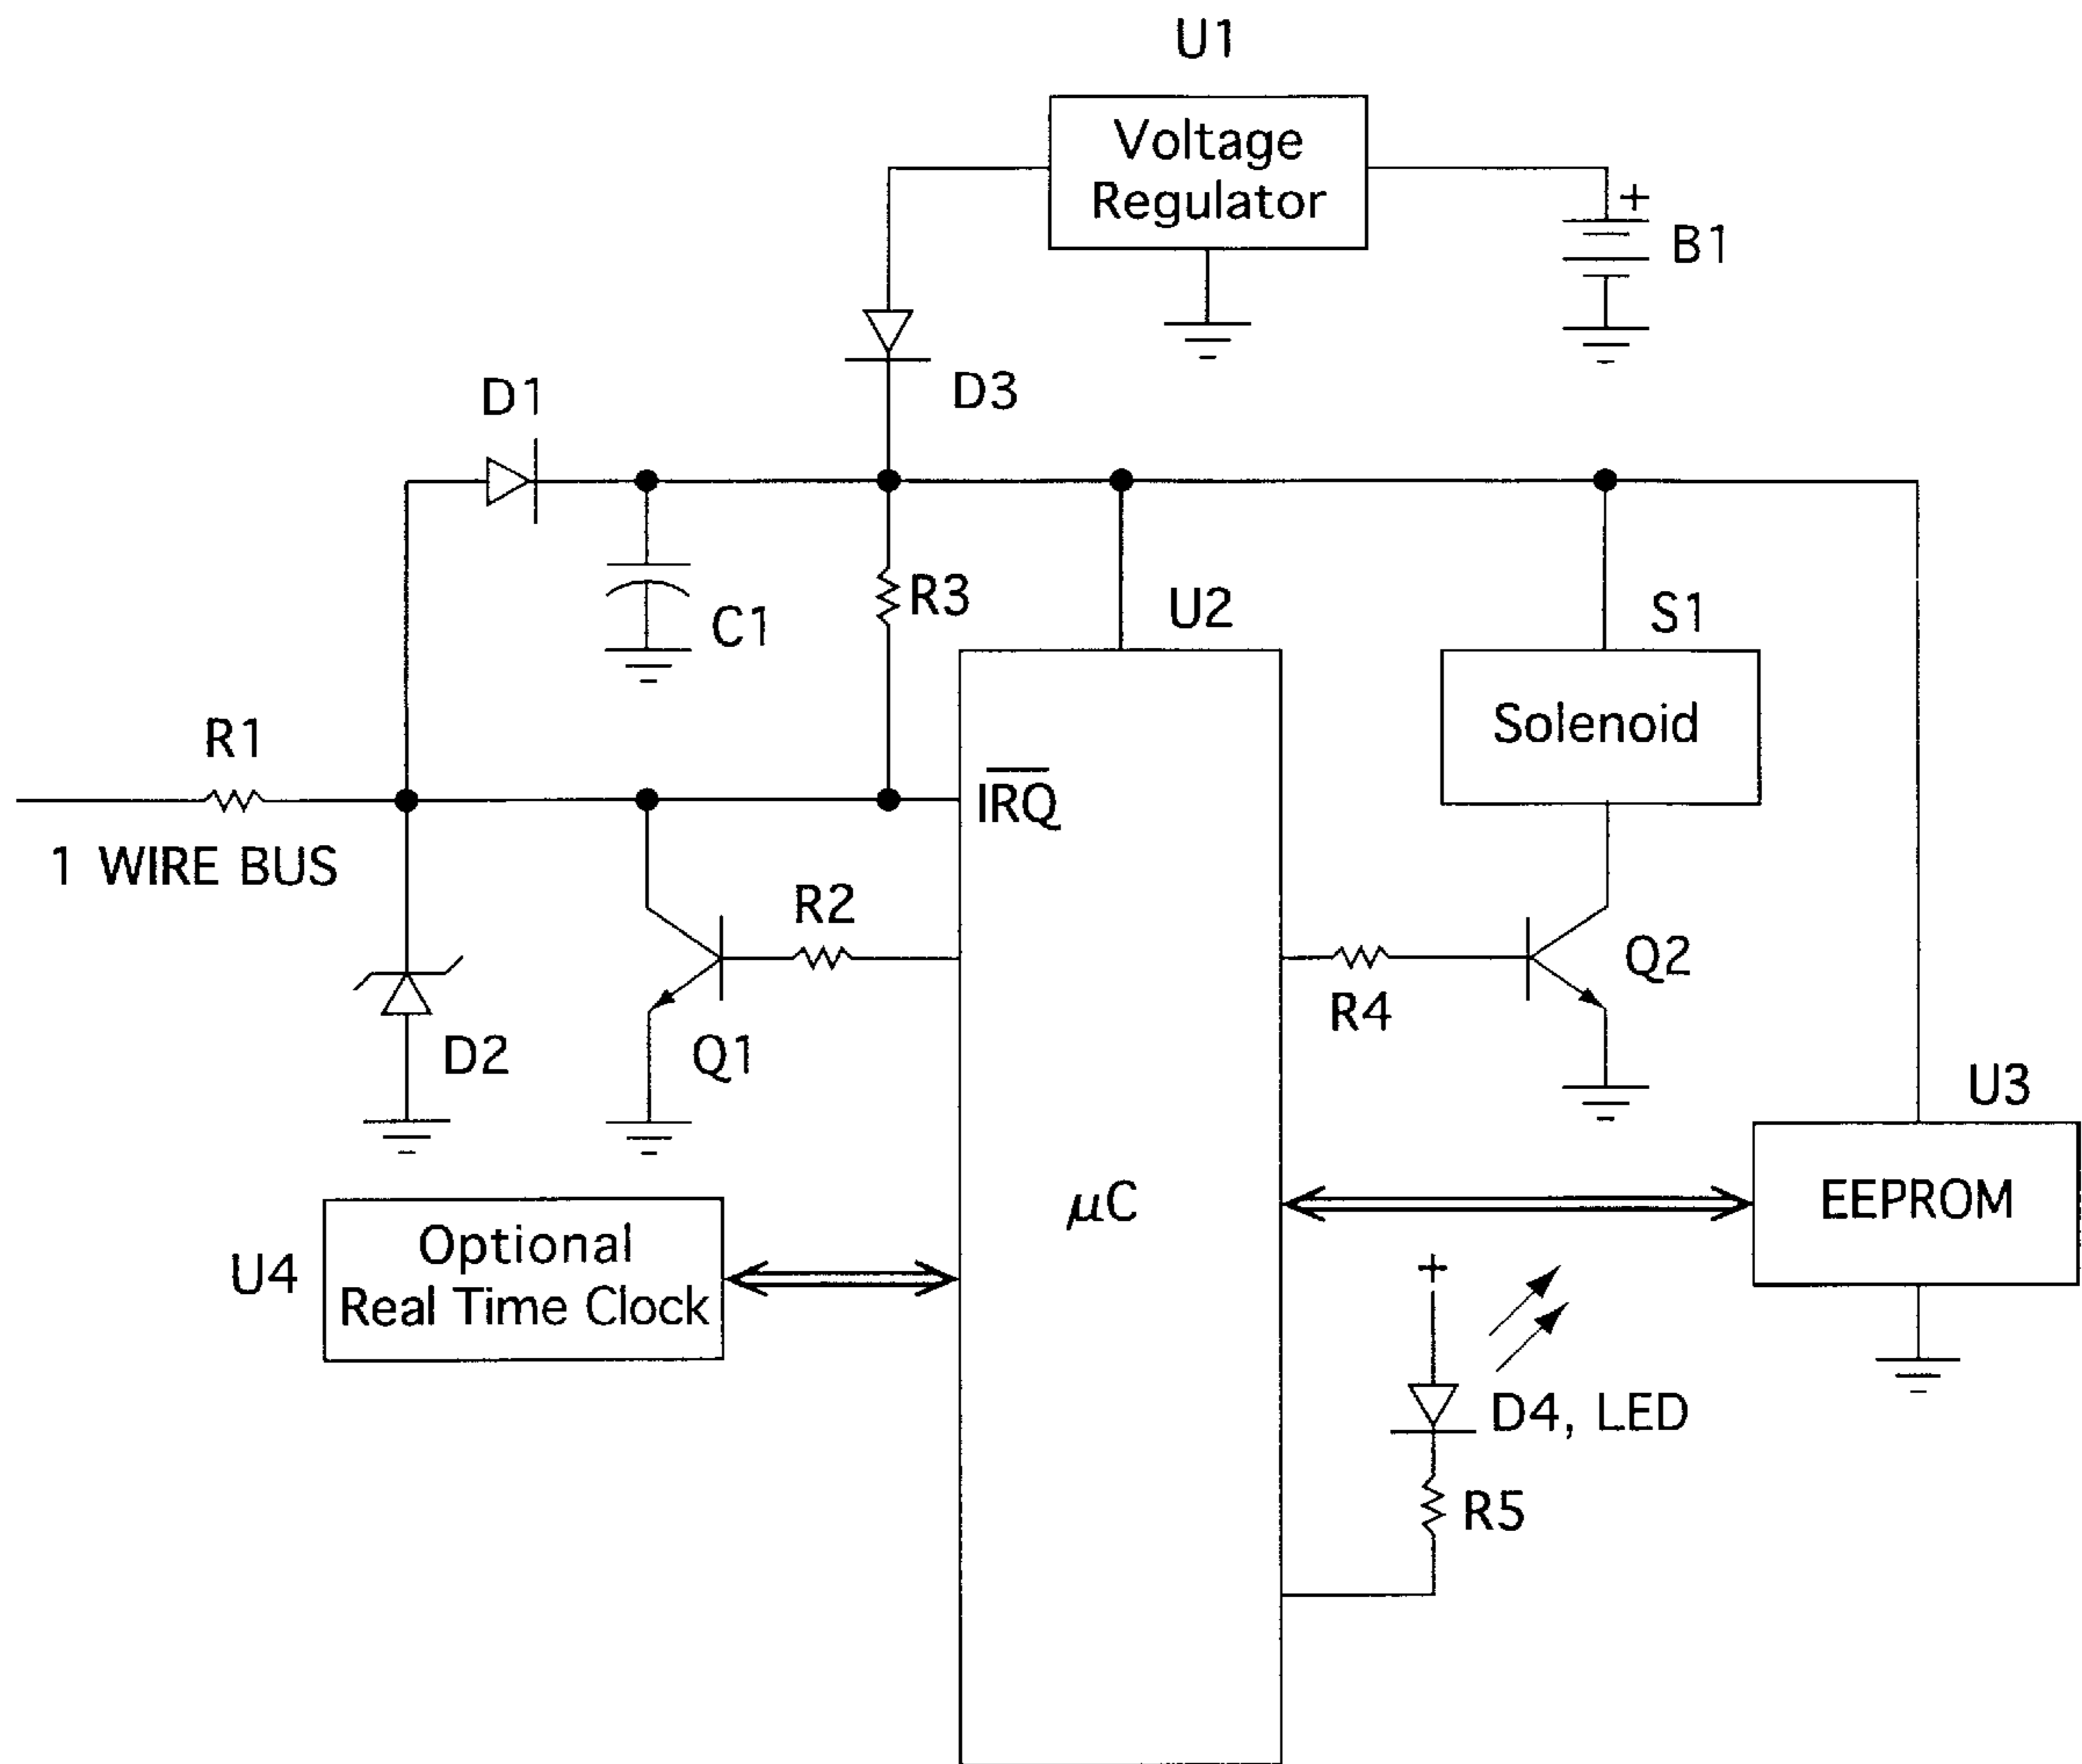 U1
Voltage
Regulator
+
B1
D3
D1
C1
R3
U2
S1
Solenoid
R1
IRQ
1 WIRE BUS
R2
Q2
R4
D2
Q1
U3
EEPROM
μC
U4
Optional
Real Time Clock
+
D4, LED
R5